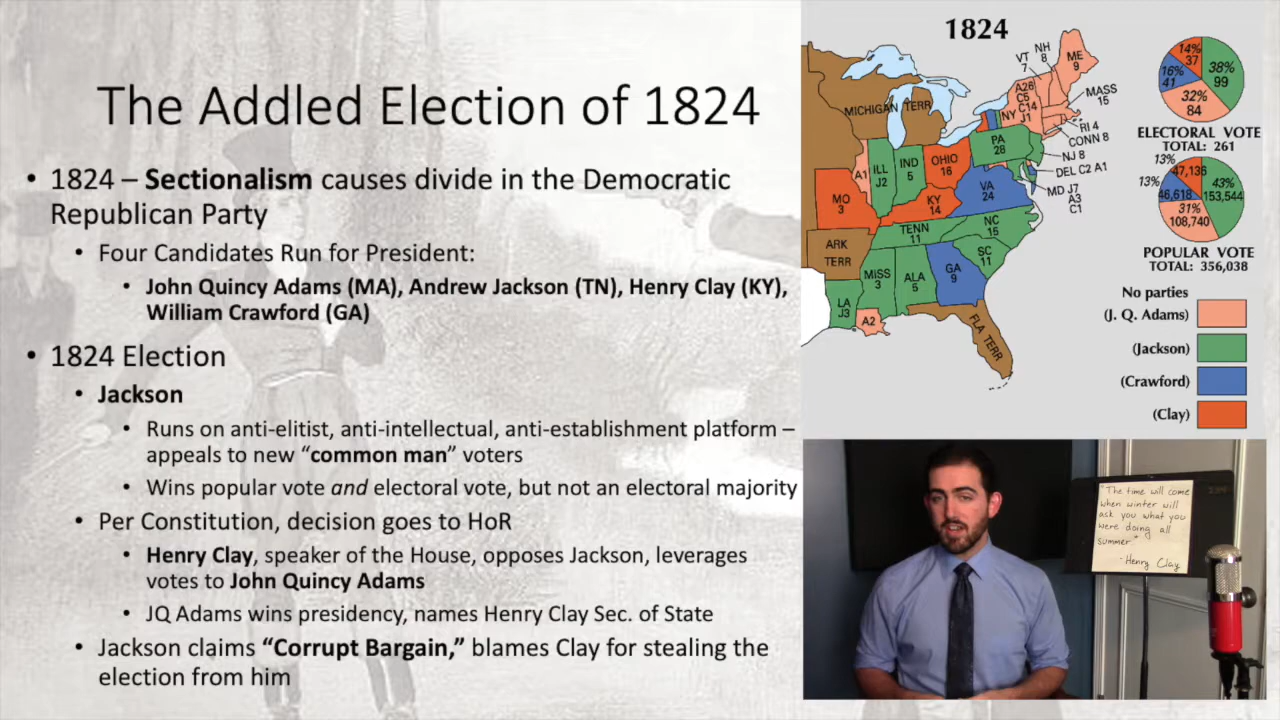 The Addled Election of 1824
• 1824 – Sectionalism causes divide in the Democratic
Republican Party
• Four Candidates Run for President:
• John Quincy Adams (MA), Andrew Jackson (TN), Henry Clay (KY),
William Crawford (GA)
• 1824 Election
• Jackson
• Runs on anti-elitist, anti-intellectual, anti-establishment platform –
appeals to new “common man” voters
• Wins popular vote and electoral vote, but not an electoral majority
• Per Constitution, decision goes to HoR
• Henry Clay, speaker of the House, opposes Jackson, leverages
votes to John Quincy Adams
• JQ Adams wins presidency, names Henry Clay Sec. of State
• Jackson claims “Corrupt Bargain,” blames Clay for stealing the
election from him
1824
NH
8
VT
7
ME
9
MASS
15
A26
C5
NY C14
J1
RI 4
CONN 8
NJ 8
DEL C2 A1
MD J7
A3
C1
MICHIGAN TERR
PA
28
OHIO
16
IND
5
ILL
J2
A1
VA
24
KY
14
MO
3
NC
15
TENN
11
SC
11
ARK
TERR
MISS
3
ALA
5
GA
9
LA
J3
A2
FLA TERR
14%
37
16%
41
38%
99
32%
84
ELECTORAL VOTE
TOTAL: 261
13%
47,136
13%
46,618
43%
153,544
31%
108,740
POPULAR VOTE
TOTAL: 356,038
No parties
(J. Q. Adams)
(Jackson)
(Crawford)
(Clay)
"The time will come
when winter will
ask you what you
were doing all
summer"
-Henry Clay